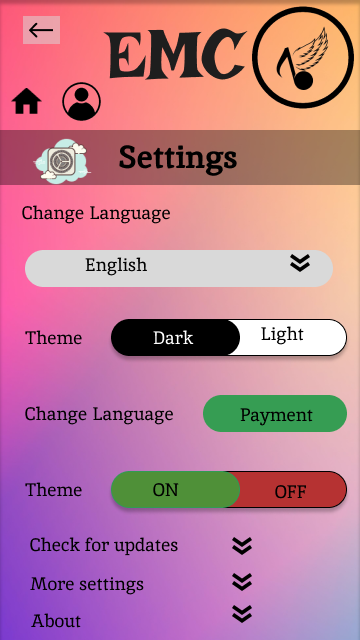 EMC
Settings
Change Language
English
Theme Dark Light
Change Language Payment
Theme ON OFF
Check for updates
More settings
About